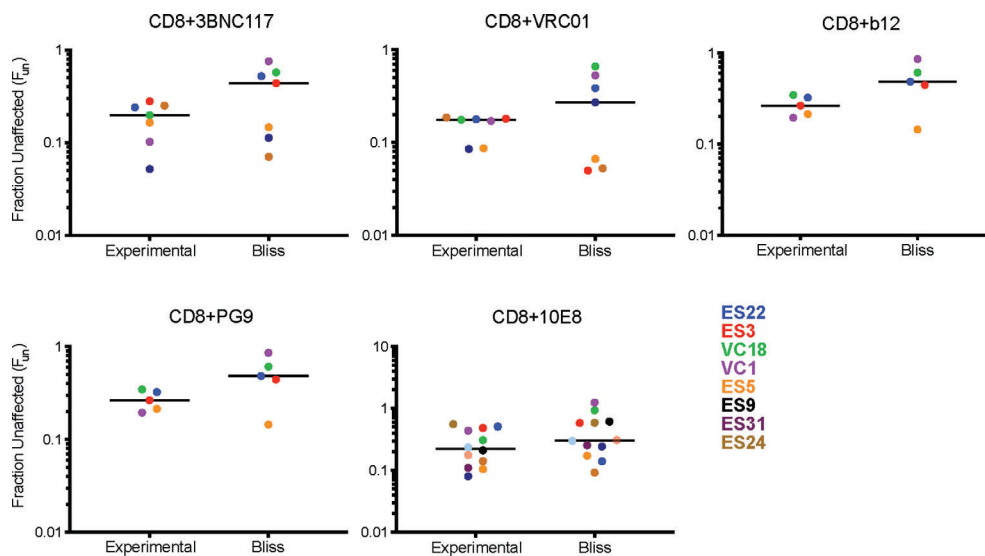 CD8+3BNC117
CD8+VRC01
CD8+b12
Fraction Unaffected (Fun)
1
0.1
0.01
Experimental
Bliss
1
0.1
0.01
Experimental
Bliss
1
0.1
0.01
Experimental
Bliss
CD8+PG9
CD8+10E8
Fraction Unaffected (Fun)
1
0.1
0.01
Experimental
Bliss
10
1
0.1
0.01
Experimental
Bliss
ES22
ES3
VC18
VC1
ES5
ES9
ES31
ES24